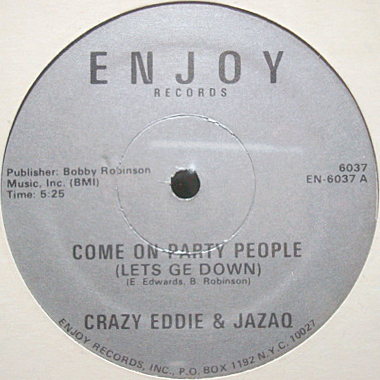 ENJOY
RECORDS
Publisher: Bobby Robinson
Music, Inc. (BMI)
Time: 5:25
6037
EN-6037 A
COME ON PARTY PEOPLE
(LETS GE DOWN)
(E. Edwards, B. Robinson)
CRAZY EDDIE & JAZAQ
ENJOY RECORDS, INC., P.O. BOX 1192 N.Y.C. 10027